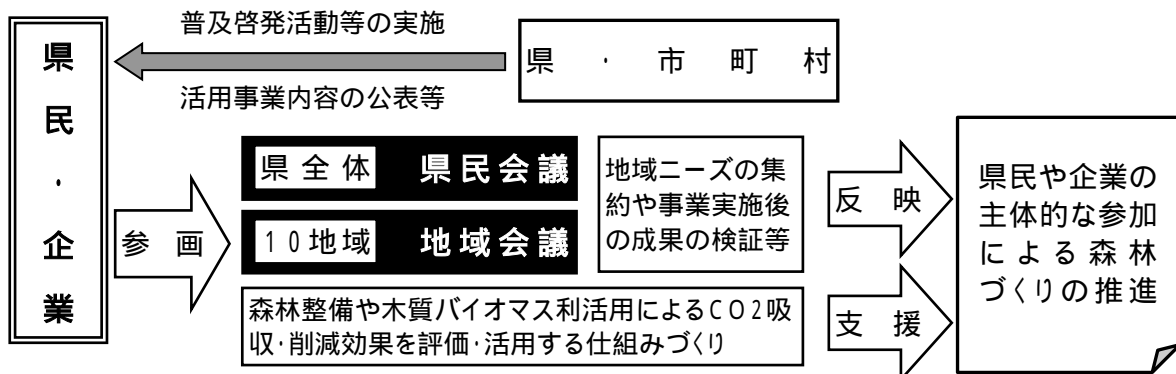 普及啓発活動等の実施
県・市町村
活用事業内容の公表等
県民・企業
参画
県全体 県民会議
10地域 地域会議
地域ニーズの集
約や事業実施後
の成果の検証等
森林整備や木質バイオマス利活用によるCO2吸
収・削減効果を評価・活用する仕組みづくり
反映
支援
県民や企業の
主体的な参加
による森林
づくりの推進